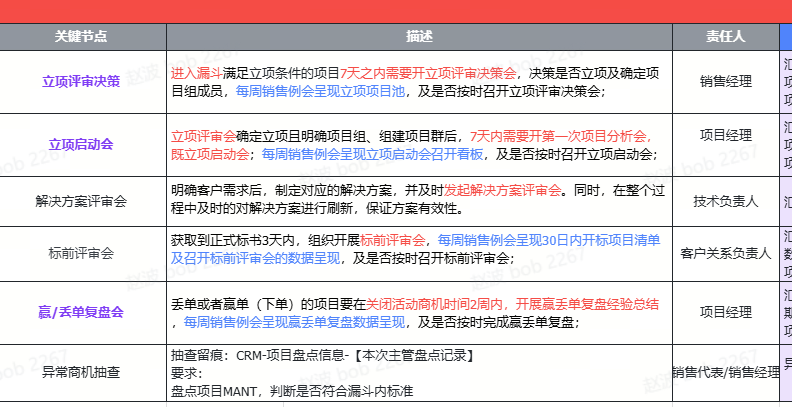 关键节点
描述
责任人
立项评审决策
进入漏斗满足立项条件的项目7天之内需要开立项评审决策会，决策是否立项及确定项
目组成员，每周销售例会呈现立项项目池，及是否按时召开立项评审决策会；
销售经理
汇
项
项
立项启动会
立项评审会确定立项目明确项目组、组建项目群后，7天内需要开第一次项目分析会，
既立项启动会；每周销售例会呈现立项启动会召开看板，及是否按时召开立项启动会；
项目经理
汇
项
项
解决方案评审会
明确客户需求后，制定对应的解决方案，并及时发起解决方案评审会。同时，在整个过
程中及时的对解决方案进行刷新，保证方案有效性。
技术负责人
汇
标前评审会
获取到正式标书3天内，组织开展标前评审会，每周销售例会呈现30日内开标项目清单
及召开标前评审会的数据呈现，及是否按时召开标前评审会；
客户关系负责人
汇
数
项
赢/丢单复盘会
丢单或者赢单（下单）的项目要在关闭活动商机时间2周内，开展赢丢单复盘经验总结
，每周销售例会呈现赢丢单复盘数据呈现，及是否按时完成赢丢单复盘；
项目经理
汇
期
项
异常商机抽查
抽查留痕：CRM-项目盘点信息-【本次主管盘点记录】
要求：
盘点项目MANT，判断是否符合漏斗内标准
销售代表/销售经理
异
赵波 bob 2267